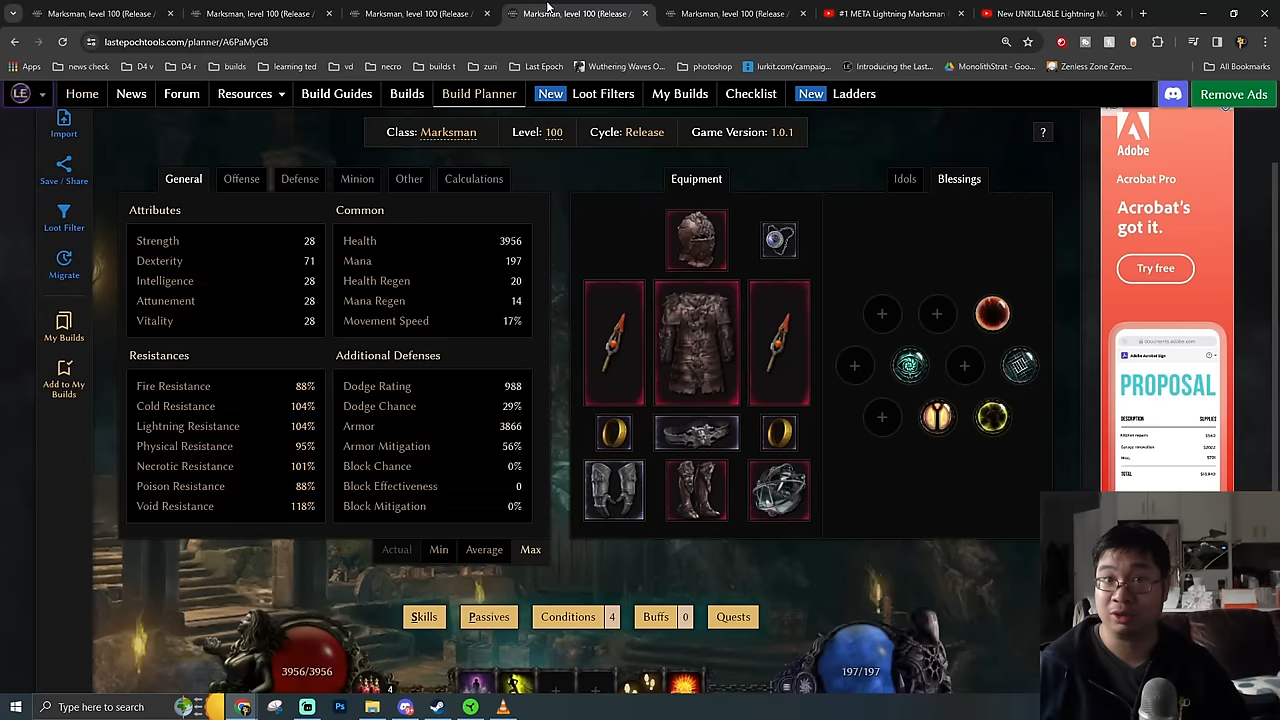 Marksman, level 100 (Release /
Marksman, level 100 (Release /
Marksman, level 100 (Release /
Marksman, level 100 (Release /
Marksman, level 100 (Release /
#1 META Lightning Marksman
New UNKILLABLE Lightning M
lastepochtools.com/planner/A6PaMyGB
Apps
news check
D4 v
D4 r
builds
learning ted
vd
necro
builds t
zuri
Last Epoch
Wuthering Waves O...
photoshop
lurkit.com/campaig...
Introducing the Last...
MonolithStrat - Goo...
Zenless Zone Zero...
All Bookmarks
LE
Home
News
Forum
Resources
Build Guides
Builds
Build Planner
New Loot Filters
My Builds
Checklist
New Ladders
Remove Ads
Import
Save / Share
Loot Filter
Migrate
My Builds
Add to My
Builds
Class: Marksman
Level: 100
Cycle: Release
Game Version: 1.0.1
?
General
Offense
Defense
Minion
Other
Calculations
Equipment
Idols
Blessings
Attributes
Strength 28
Dexterity 71
Intelligence 28
Attunement 28
Vitality 28
Common
Health 3956
Mana 197
Health Regen 20
Mana Regen 14
Movement Speed 17%
Resistances
Fire Resistance 88%
Cold Resistance 104%
Lightning Resistance 104%
Physical Resistance 95%
Necrotic Resistance 101%
Poison Resistance 88%
Void Resistance 118%
Additional Defenses
Dodge Rating 988
Dodge Chance 29%
Armor
Armor Mitigation
Block Chance 0%
Block Effectiveness 0
Block Mitigation 0%
Actual
Min
Average
Max
Skills
Passives
Conditions 4
Buffs 0
Quests
3956/3956
4
197/197
Adobe
Acrobat Pro
Acrobat's
got it.
Try free
Adobe Acrobat Sign
PROPOSAL
DESCRIPTION
TOTAL
Type here to search